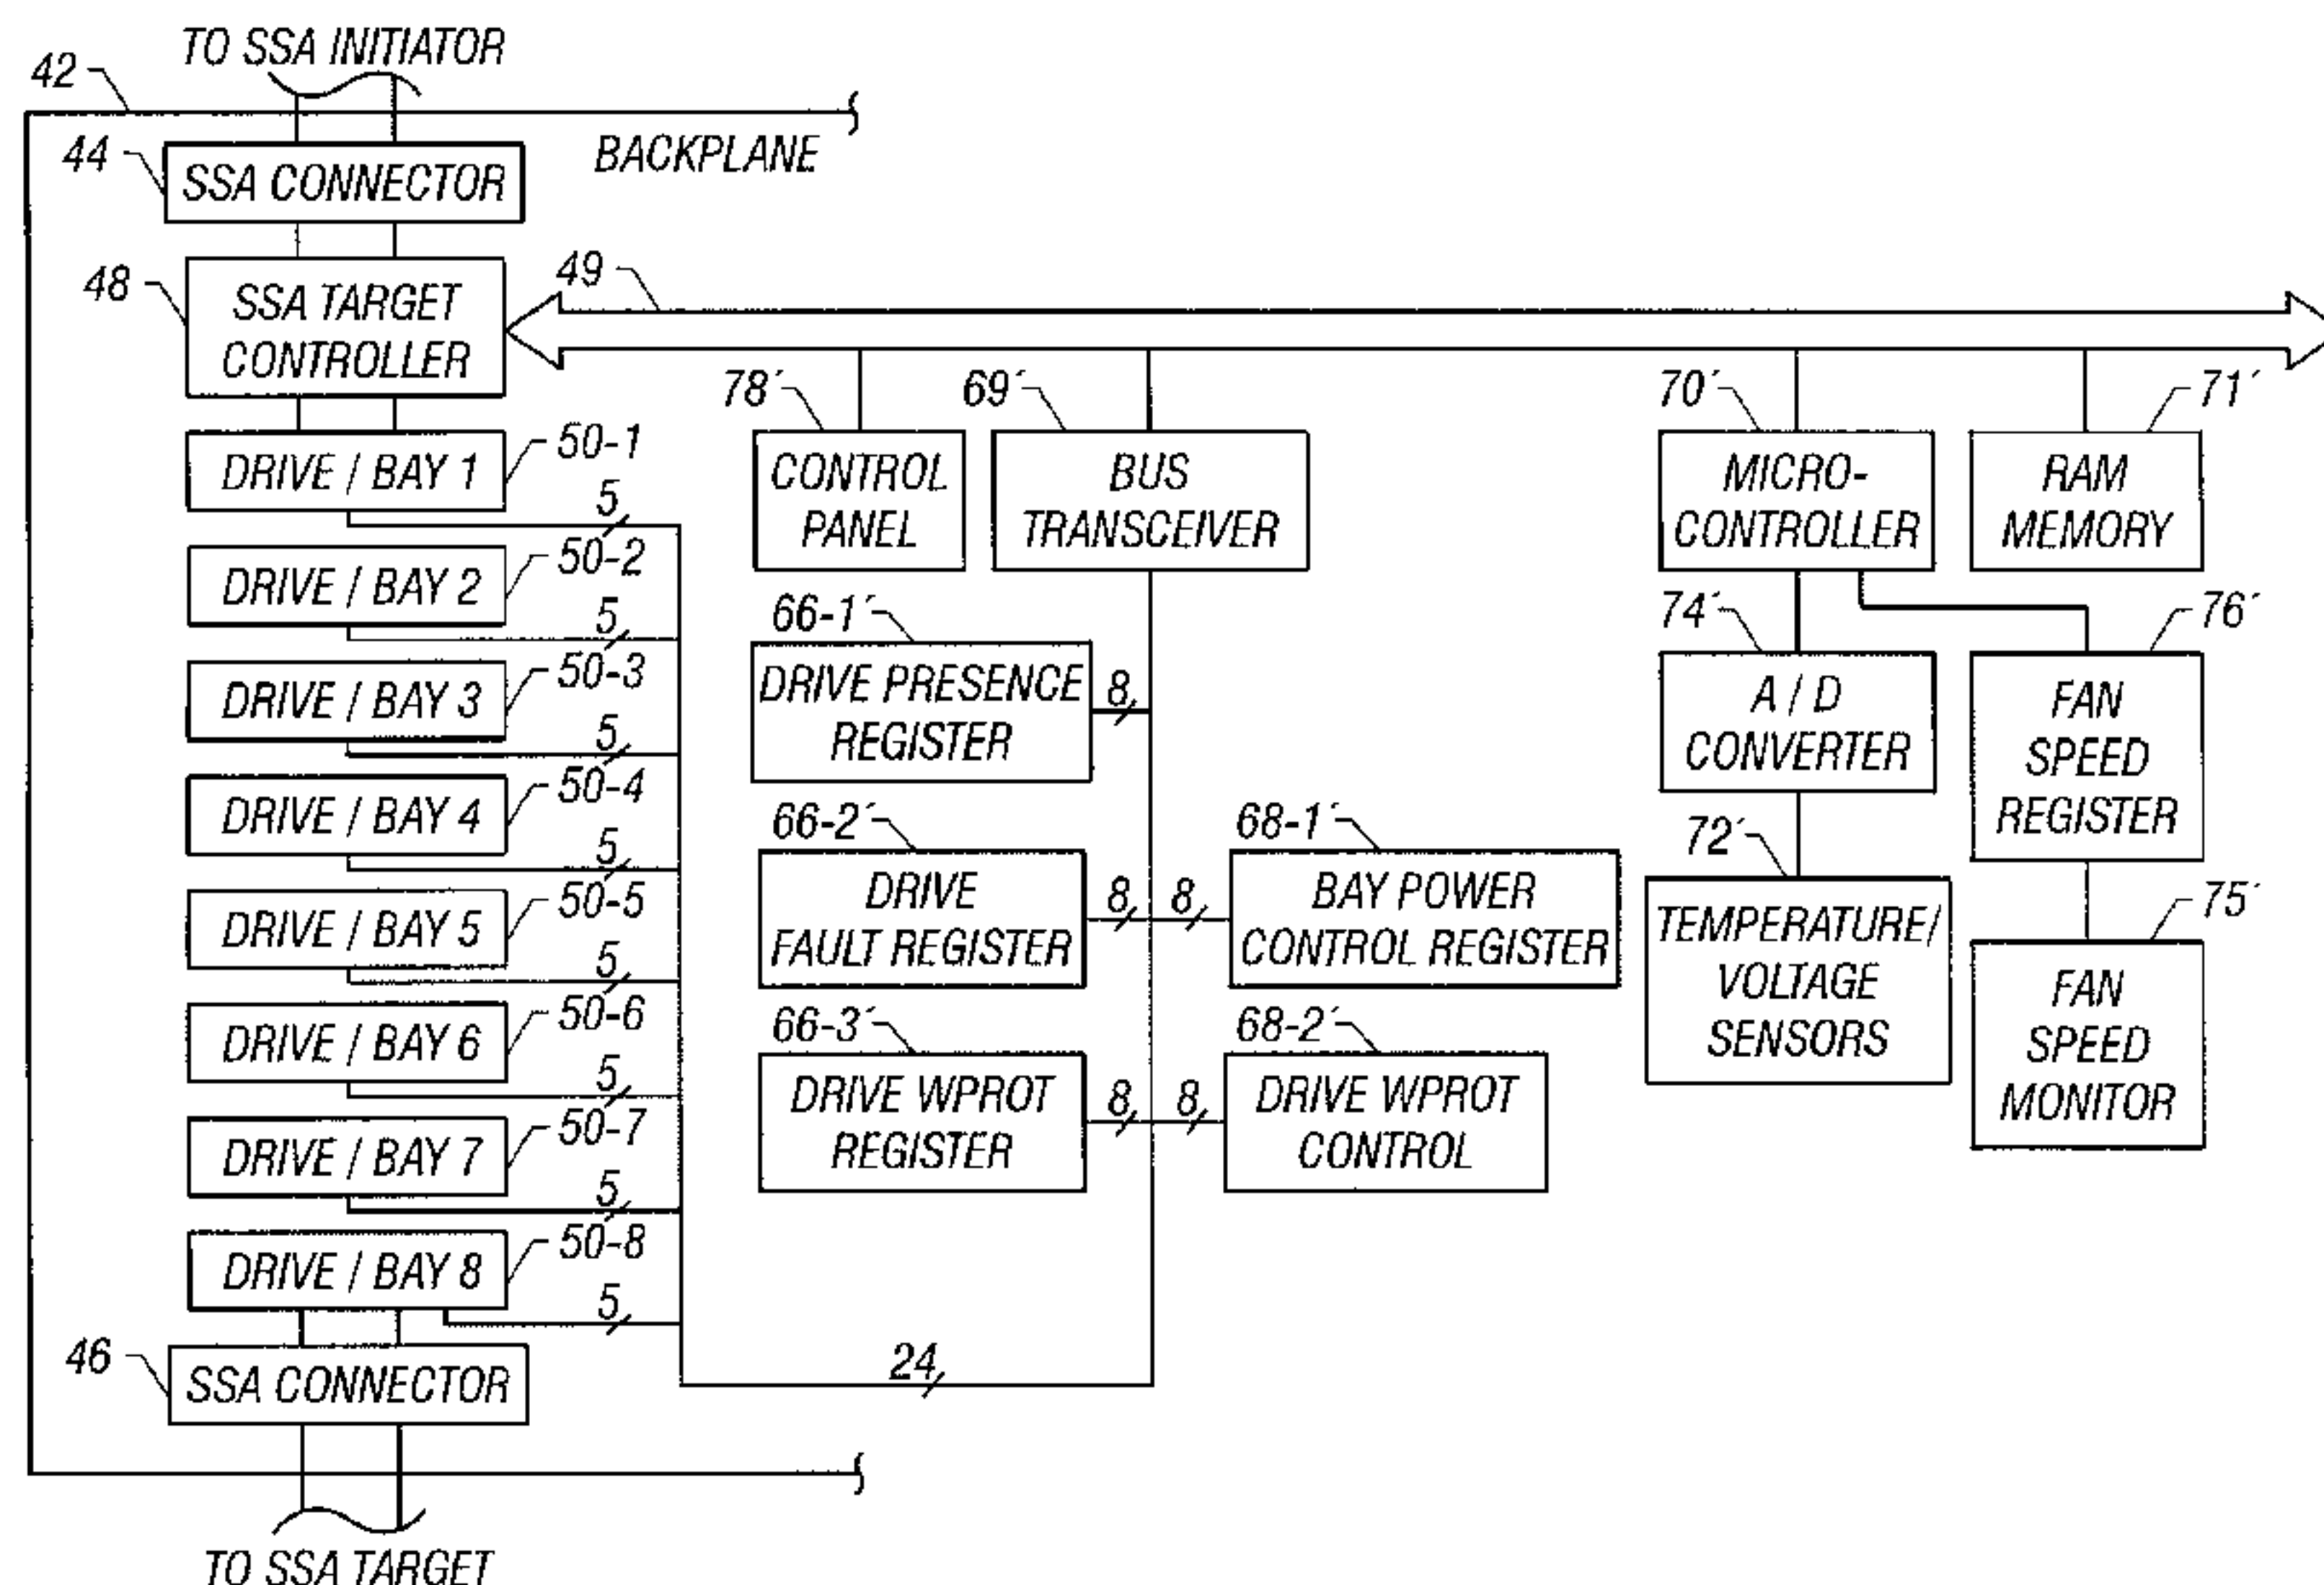 TO SSA INITIATOR
42
BACKPLANE
44
SSA CONNECTOR
48
SSA TARGET
CONTROLLER
49
78´
69´
70´
71´
DRIVE / BAY 1
50-1
5
DRIVE / BAY 2
50-2
5
DRIVE / BAY 3
50-3
5
DRIVE / BAY 4
50-4
5
DRIVE / BAY 5
50-5
5
DRIVE / BAY 6
50-6
5
DRIVE / BAY 7
50-7
5
DRIVE / BAY 8
50-8
5
46
SSA CONNECTOR
24
TO SSA TARGET
CONTROL
PANEL
BUS
TRANSCEIVER
66-1´
DRIVE PRESENCE
REGISTER
8
66-2´
DRIVE
FAULT REGISTER
8
8
68-1´
BAY POWER
CONTROL REGISTER
66-3´
DRIVE WPROT
REGISTER
8
8
68-2´
DRIVE WPROT
CONTROL
MICRO-
CONTROLLER
RAM
MEMORY
74´
A / D
CONVERTER
76´
FAN
SPEED
REGISTER
72´
TEMPERATURE/
VOLTAGE
SENSORS
75´
FAN
SPEED
MONITOR